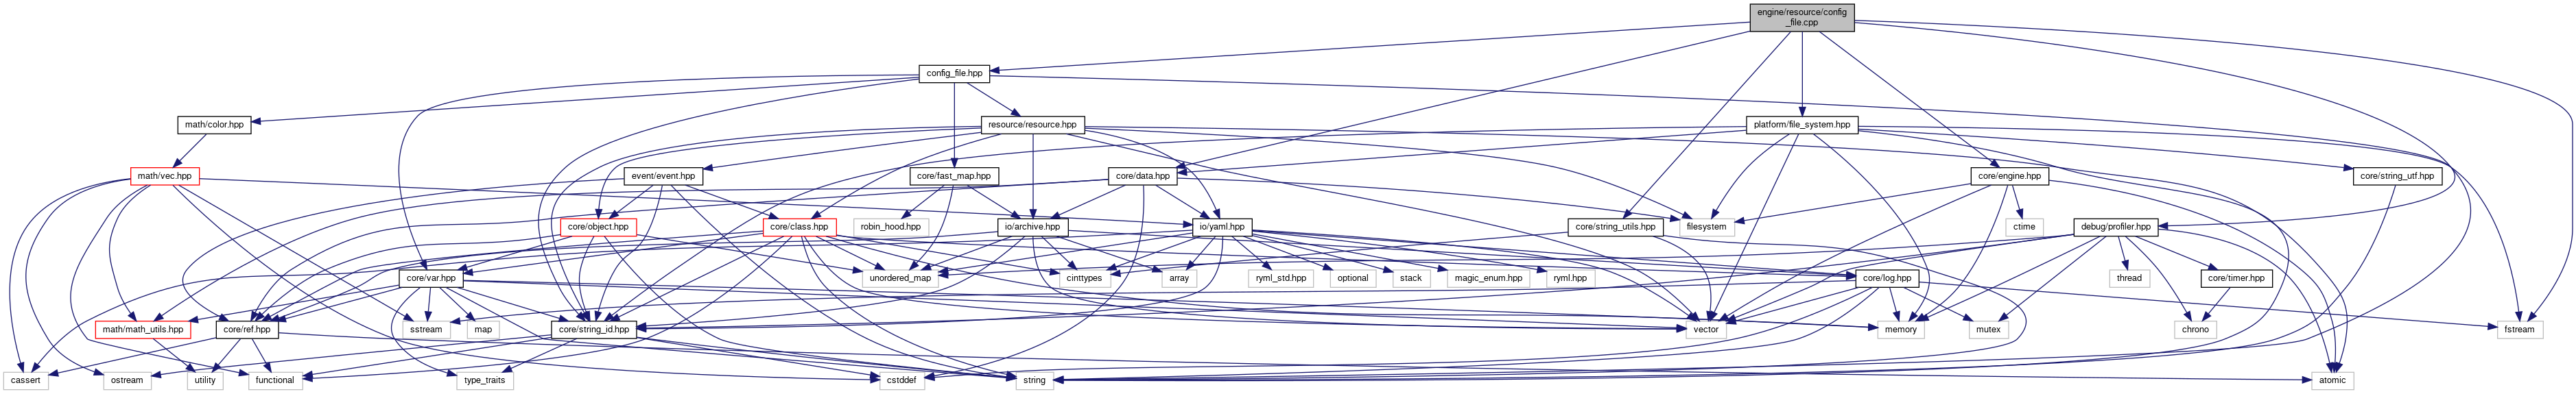 engine/resource/config
_file.cpp
config_file.hpp
math/color.hpp
resource/resource.hpp
platform/file_system.hpp
math/vec.hpp
event/event.hpp
core/fast_map.hpp
core/data.hpp
core/engine.hpp
core/string_utf.hpp
core/object.hpp
core/class.hpp
robin_hood.hpp
io/archive.hpp
io/yaml.hpp
core/string_utils.hpp
filesystem
ctime
debug/profiler.hpp
core/var.hpp
unordered_map
cinttypes
array
ryml_std.hpp
optional
stack
magic_enum.hpp
ryml.hpp
core/log.hpp
thread
core/timer.hpp
math/math_utils.hpp
core/ref.hpp
sstream
map
core/string_id.hpp
vector
memory
mutex
chrono
fstream
cassert
ostream
utility
functional
type_traits
cstddef
string
atomic